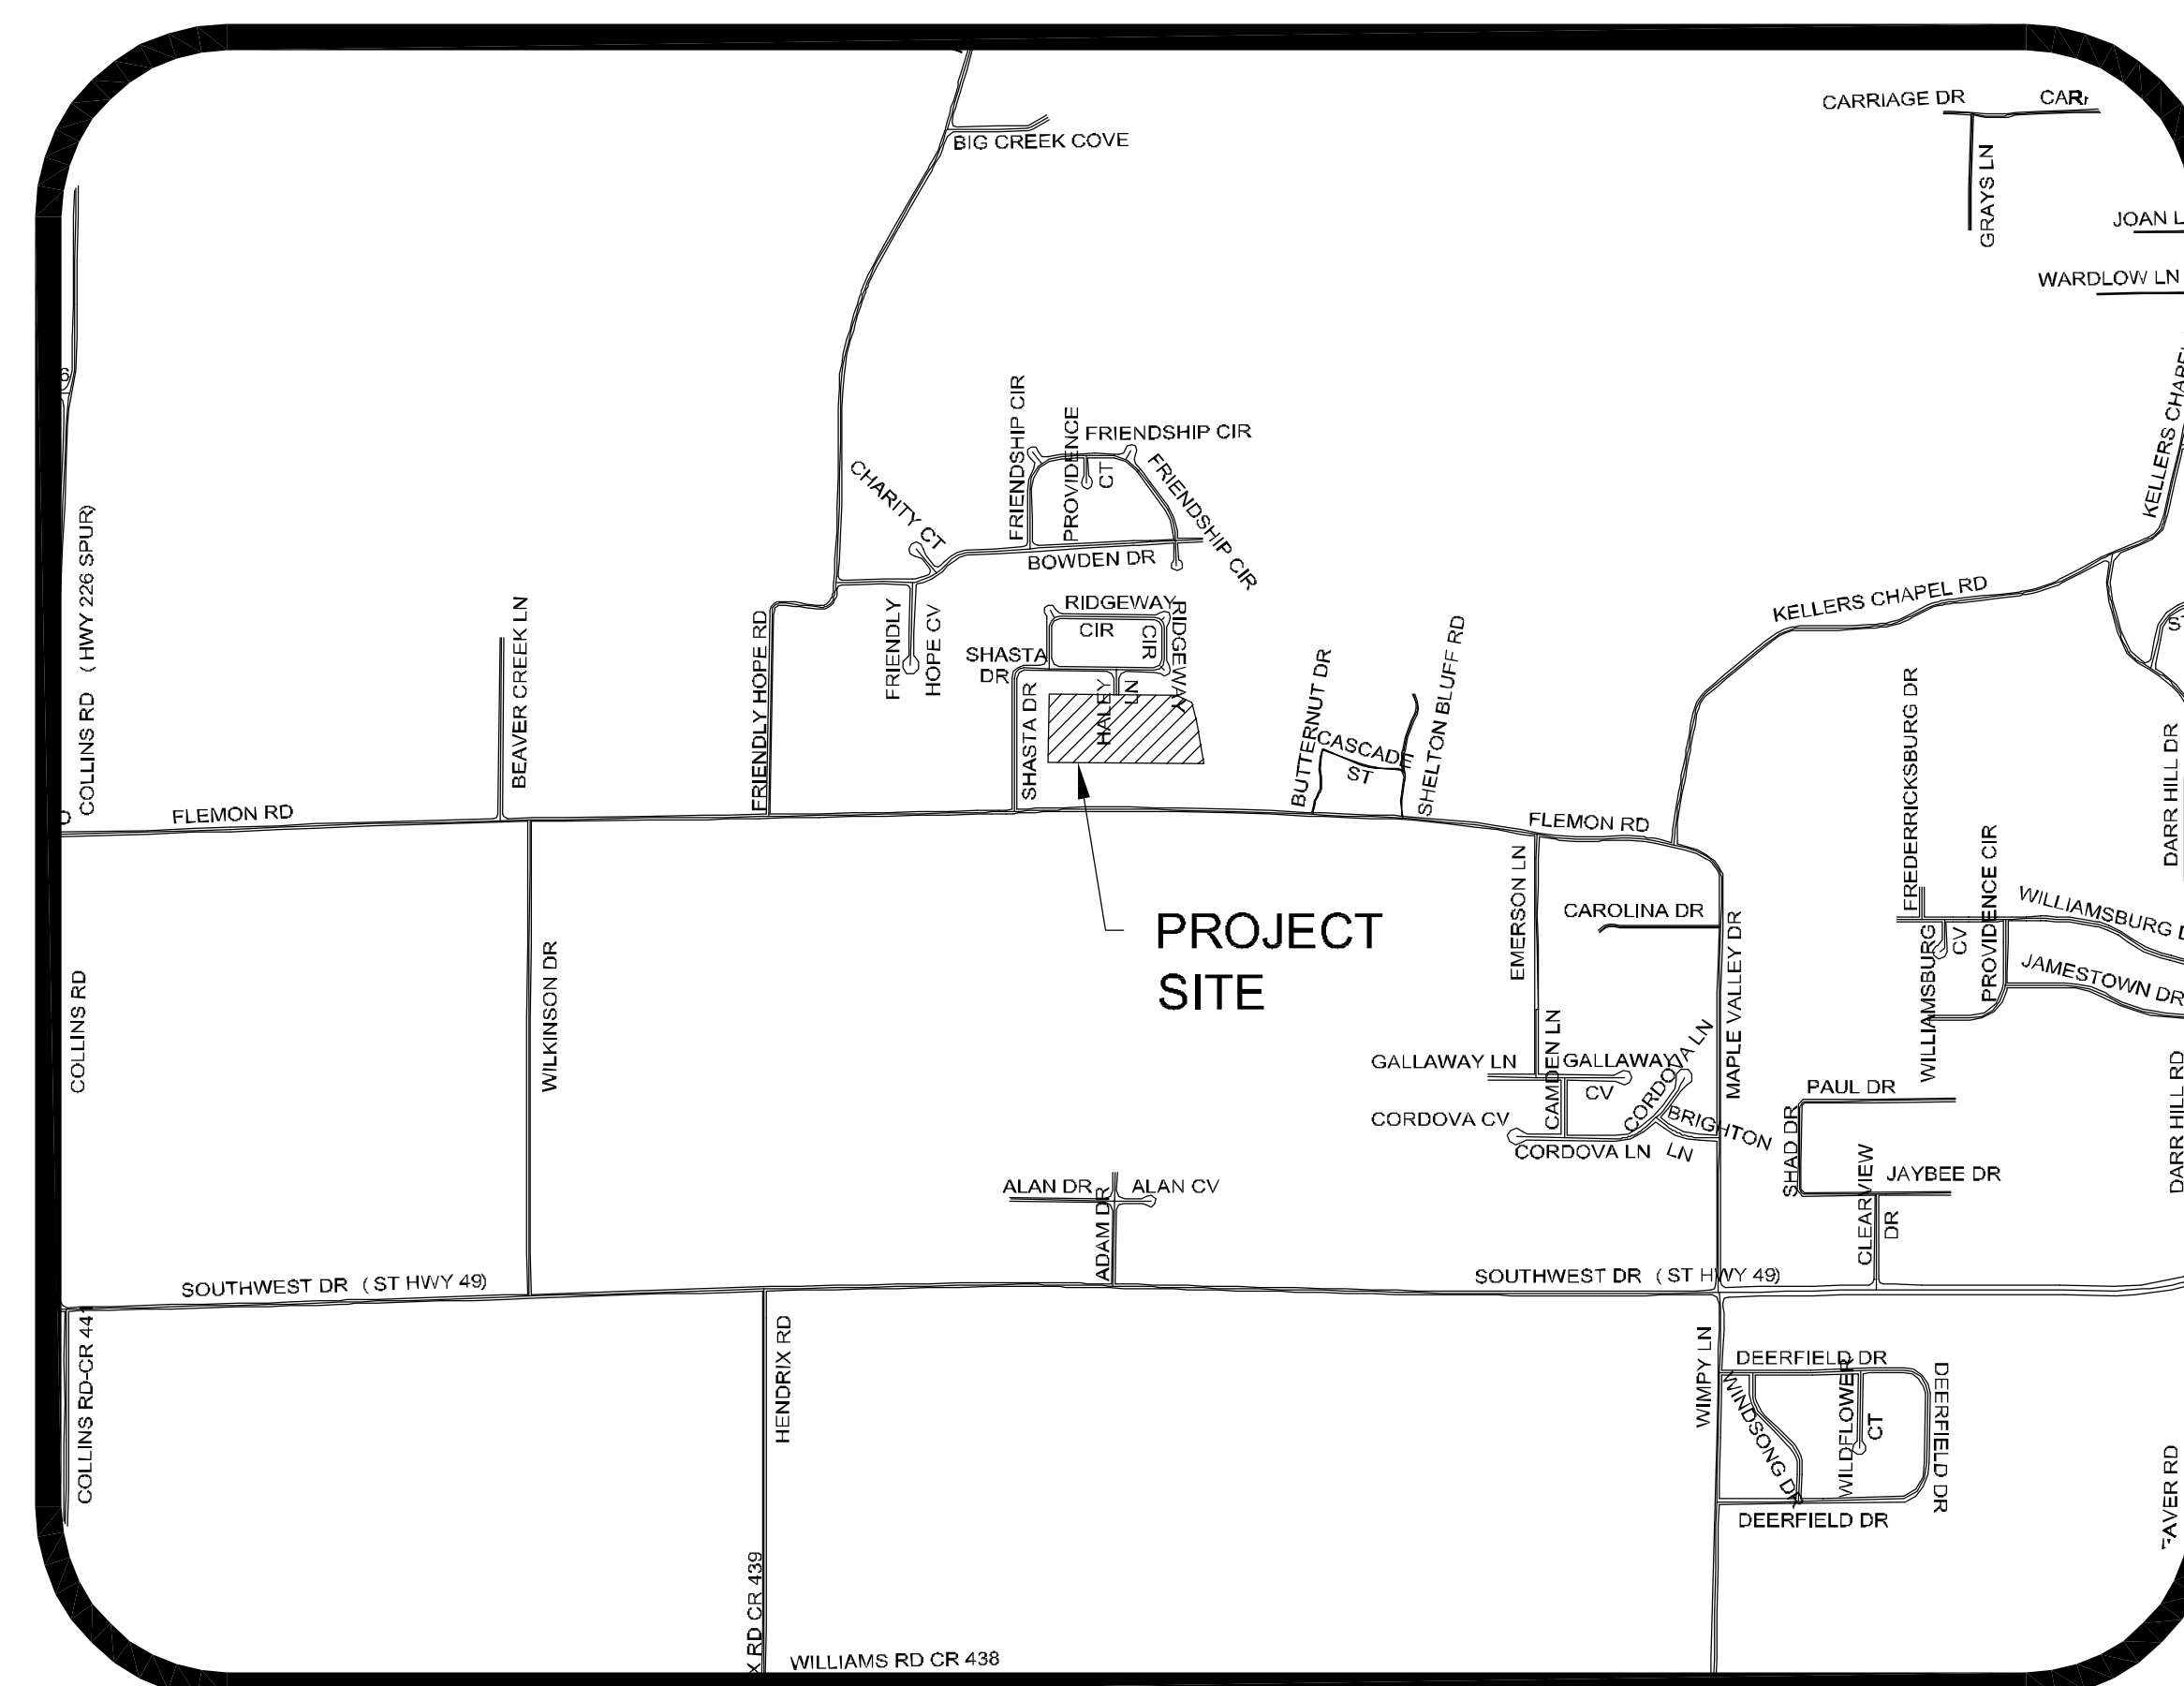 CARRIAGE DR
BIG CREEK COVE
GRAYS LN
WARDLOW LN
FRIENDSHIP CIR
PROVIDENCE
CT
FRIENDSHIP CIR
FRIENDSHIP CIR
CHARITY CT
BOWDEN DR
KELLERS CHAPEL RD
COLLINS RD ( HWY 226 SPUR)
BEAVER CREEK LN
FRIENDLY HOPE RD
FRIENDLY
HOPE CV
RIDGEWAY
CIR
RIDGEWAY
CIR
SHASTA
DR
SHASTA DR
HALEY
LN
BUTTERNUT DR
CASCADE
ST
SHELTON BLUFF RD
FREDERRICKSBURG DR
DARR HILL DR
FLEMON RD
FLEMON RD
PROJECT
SITE
EMERSON LN
CAROLINA DR
MAPLE VALLEY DR
PROVIDENCE CIR
WILLIAMSBURG
WILLIAMSBURG
CV
JAMESTOWN DR
COLLINS RD
WILKINSON DR
GALLAWAY LN
CAMDEN LN
GALLAWAY
CV
CORDOVA LN
CORDOVA CV
BRIGHTON
LN
CORDOVA LN
PAUL DR
SHAD DR
CLEARVIEW
DR
JAYBEE DR
DARR HILL RD
ALAN DR
ALAN CV
ADAM DR
SOUTHWEST DR ( ST HWY 49)
SOUTHWEST DR ( ST HWY 49)
COLLINS RD-CR 441
HENDRIX RD
WIMPY LN
DEERFIELD DR
WINDSONG DR
WILDFLOWER
CT
DEERFIELD DR
DEERFIELD DR
RD CR 439
WILLIAMS RD CR 438